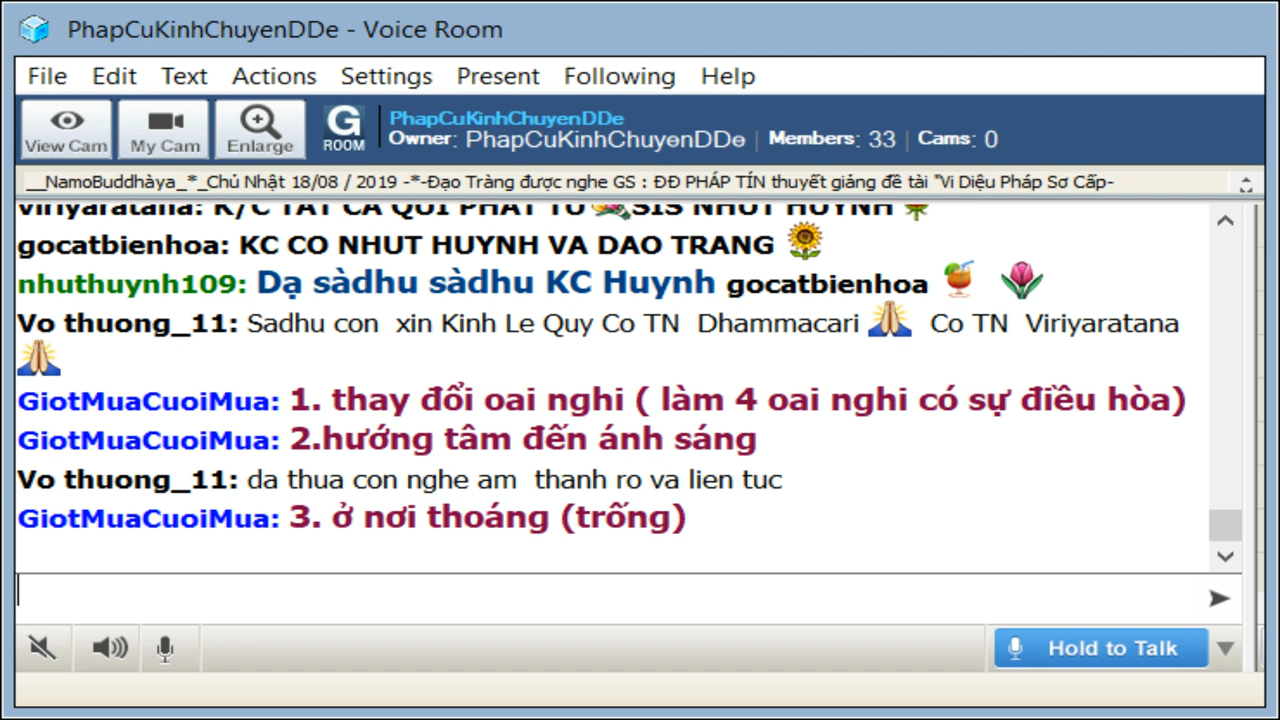 PhapCuKinhChuyenDDe - Voice Room
File Edit Text Actions Settings Present Following Help
PhapCuKinhChuyenDDe
View Cam My Cam Enlarge G ROOM Owner: PhapCuKinhChuyenDDe | Members: 33 | Cams: 0
__NamoBuddhàya_*_Chủ Nhật 18/08 / 2019 -*-Đạo Tràng được nghe GS : ĐĐ PHÁP TÍN thuyết giảng đề tài "Vi Diệu Pháp Sơ Cấp-
viriyaratana: K/C TAT CA QUI PHAT TU SIS NHUT HUYNH
gocatbienhoa: KC CO NHUT HUYNH VA DAO TRANG
nhuthuynh109: Dạ sàdhu sàdhu KC Huynh gocatbienhoa
Vo thuong_11: Sadhu con xin Kinh Le Quy Co TN Dhammacari Co TN Viriyaratana
GiotMuaCuoiMua: 1. thay đổi oai nghi ( làm 4 oai nghi có sự điều hòa)
GiotMuaCuoiMua: 2.hướng tâm đến ánh sáng
Vo thuong_11: da thua con nghe am thanh ro va lien tuc
GiotMuaCuoiMua: 3. ở nơi thoáng (trống)
Hold to Talk